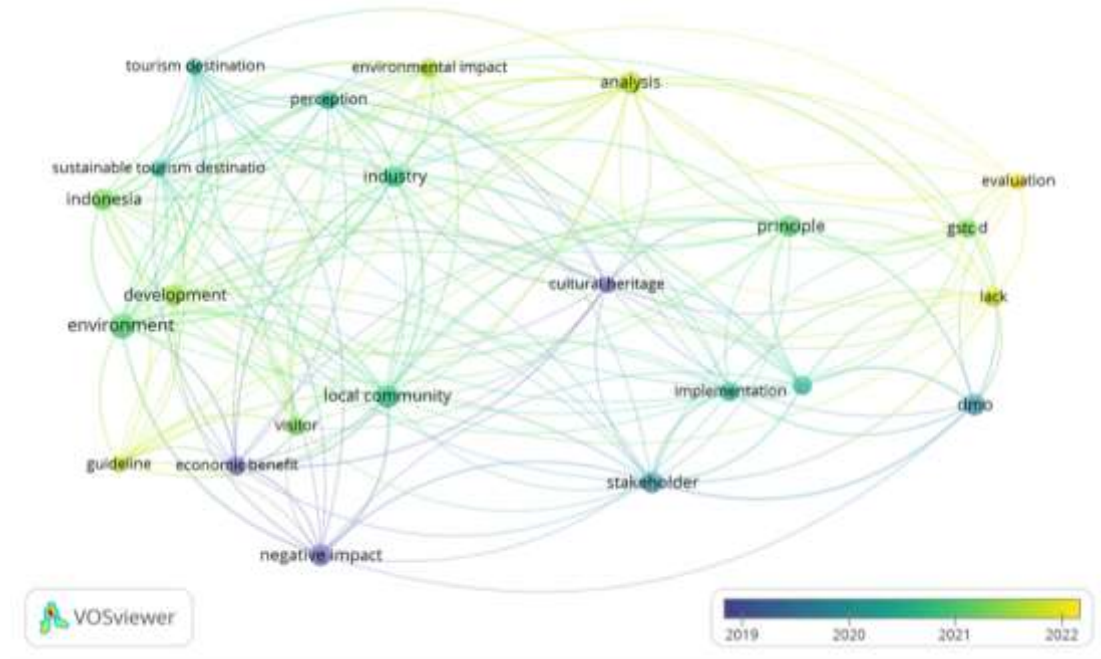 tourism destination
environmental impact
analysis
perception
sustainable tourism destinatio
industry
evaluation
indonesia
principle
gstc d
cultural heritage
development
lack
environment
local community
implementation
dmo
visitor
guideline
economic benefit
stakeholder
negative impact
VOSviewer
2019
2020
2021
2022